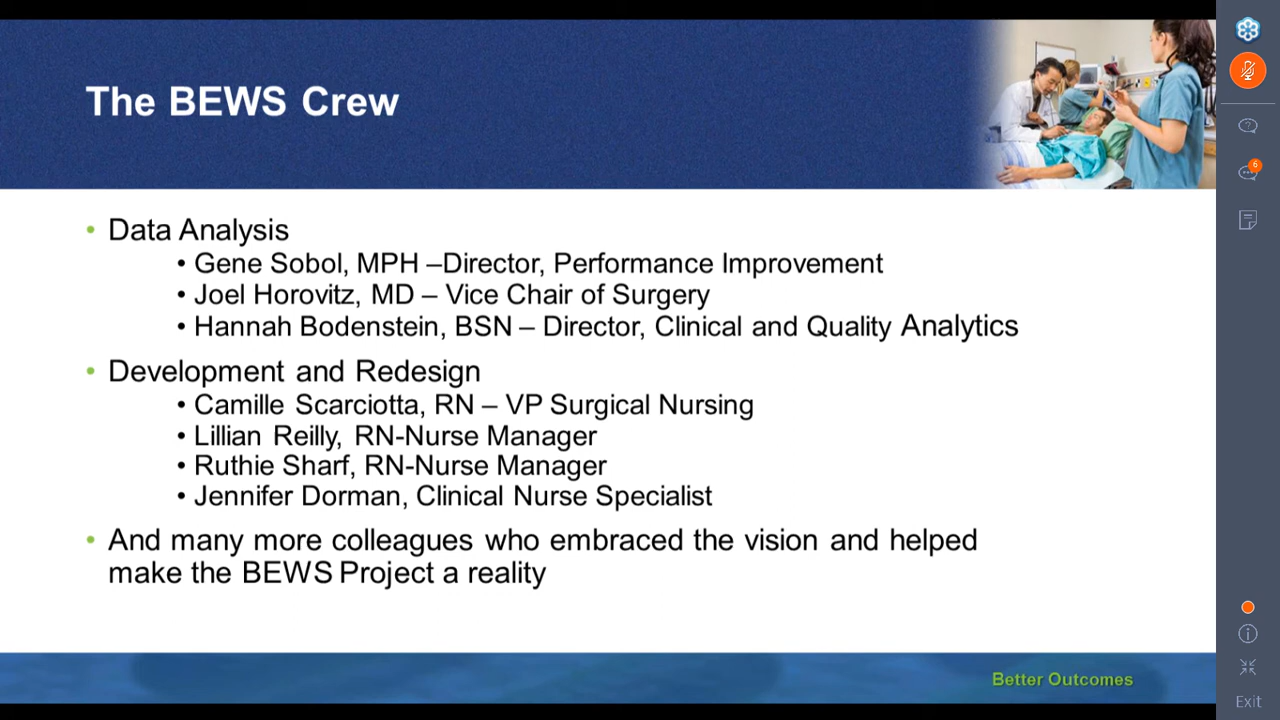 The BEWS Crew
• Data Analysis
• Gene Sobol, MPH –Director, Performance Improvement
• Joel Horovitz, MD – Vice Chair of Surgery
• Hannah Bodenstein, BSN – Director, Clinical and Quality Analytics
• Development and Redesign
• Camille Scarciotta, RN – VP Surgical Nursing
• Lillian Reilly, RN-Nurse Manager
• Ruthie Sharf, RN-Nurse Manager
• Jennifer Dorman, Clinical Nurse Specialist
• And many more colleagues who embraced the vision and helped
make the BEWS Project a reality
Better Outcomes
?
6
i
Exit